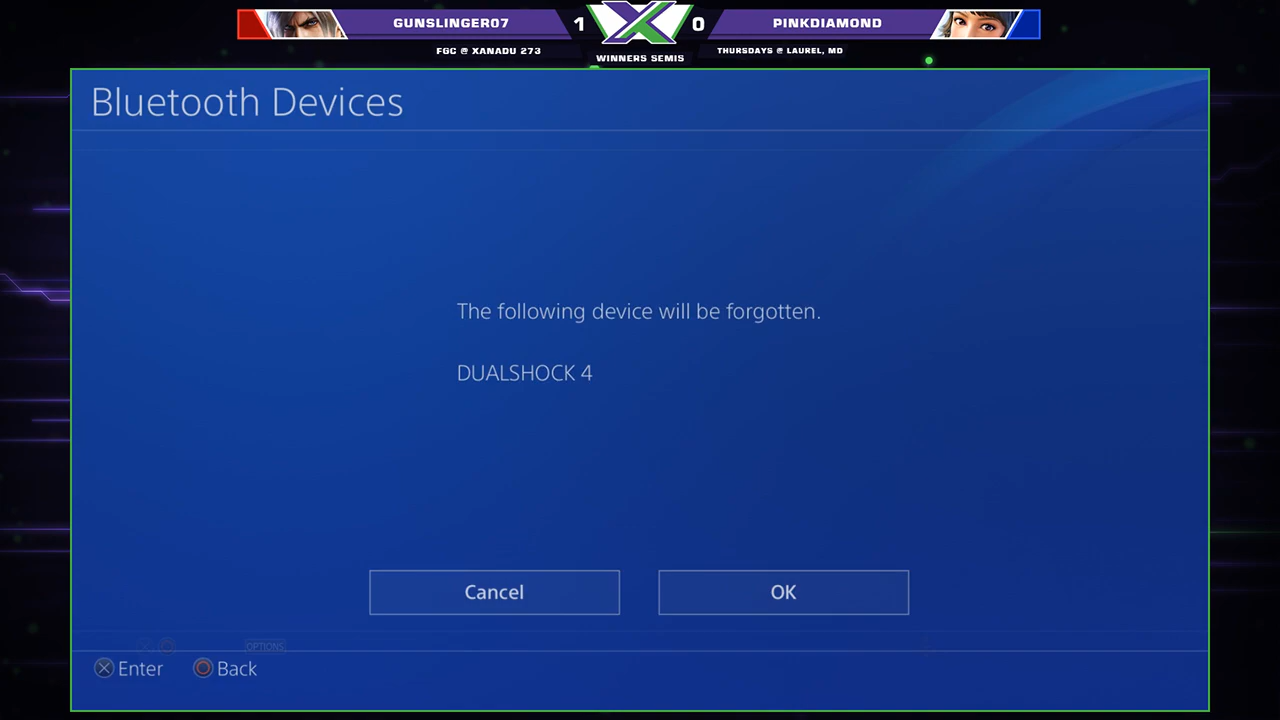 GUNSLINGER07 1 0 PINKDIAMOND
FGC @ XANADU 273 WINNERS SEMIS THURSDAYS @ LAUREL, MD
Bluetooth Devices
The following device will be forgotten.
DUALSHOCK 4
Cancel OK
OPTIONS
Enter Back